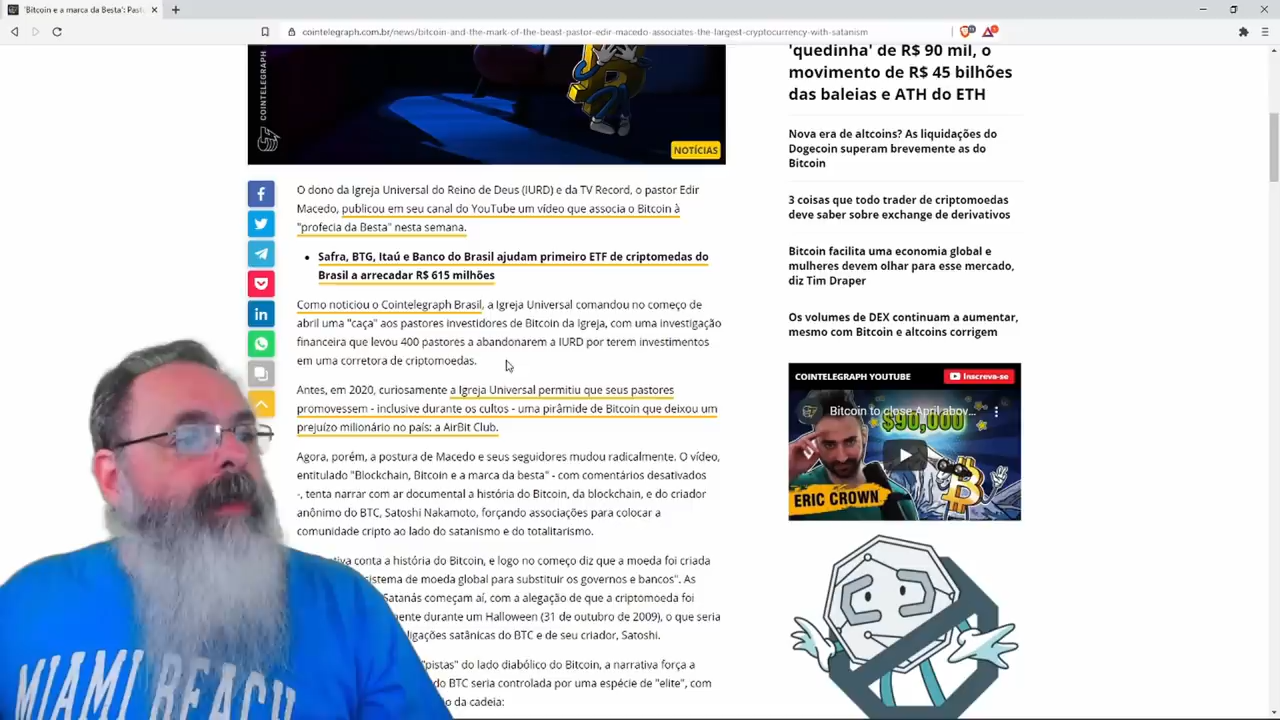 'Bitcoin e a marca da Besta': Past
cointelegraph.com.br/news/bitcoin-and-the-mark-of-the-beast-pastor-edir-macedo-associates-the-largest-cryptocurrency-with-satanism
COINTELEGRAPH
NOTÍCIAS
O dono da Igreja Universal do Reino de Deus (IURD) e da TV Record, o pastor Edir
Macedo, publicou em seu canal do YouTube um vídeo que associa o Bitcoin à
"profecia da Besta" nesta semana.
Safra, BTG, Itaú e Banco do Brasil ajudam primeiro ETF de criptomedas do
Brasil a arrecadar R$ 615 milhões
Como noticiou o Cointelegraph Brasil, a Igreja Universal comandou no começo de
abril uma "caça" aos pastores investidores de Bitcoin da Igreja, com uma investigação
financeira que levou 400 pastores a abandonarem a IURD por terem investimentos
em uma corretora de criptomoedas.
Antes, em 2020, curiosamente a Igreja Universal permitiu que seus pastores
promovessem - inclusive durante os cultos - uma pirâmide de Bitcoin que deixou um
prejuízo milionário no país: a AirBit Club.
Agora, porém, a postura de Macedo e seus seguidores mudou radicalmente. O vídeo,
entitulado "Blockchain, Bitcoin e a marca da besta" - com comentários desativados
-, tenta narrar com ar documental a história do Bitcoin, da blockchain, e do criador
anônimo do BTC, Satoshi Nakamoto, forçando associações para colocar a
comunidade cripto ao lado do satanismo e do totalitarismo.
conta a história do Bitcoin, e logo no começo diz que a moeda foi criada
sistema de moeda global para substituir os governos e bancos". As
Satanás começam aí, com a alegação de que a criptomoeda foi
durante um Halloween (31 de outubro de 2009), o que seria
ligações satânicas do BTC e de seu criador, Satoshi.
"pistas" do lado diabólico do Bitcoin, a narrativa força a
do BTC seria controlada por uma espécie de "elite", com
da cadeia:
'quedinha' de R$ 90 mil, o
movimento de R$ 45 bilhões
das baleias e ATH do ETH
Nova era de altcoins? As liquidações do
Dogecoin superam brevemente as do
Bitcoin
3 coisas que todo trader de criptomoedas
deve saber sobre exchange de derivativos
Bitcoin facilita uma economia global e
mulheres devem olhar para esse mercado,
diz Tim Draper
Os volumes de DEX continuam a aumentar,
mesmo com Bitcoin e altcoins corrigem
COINTELEGRAPH YOUTUBE
Inscreva-se
Bitcoin to close April abov...
$90,000
ERIC CROWN
MIAMI BEACH